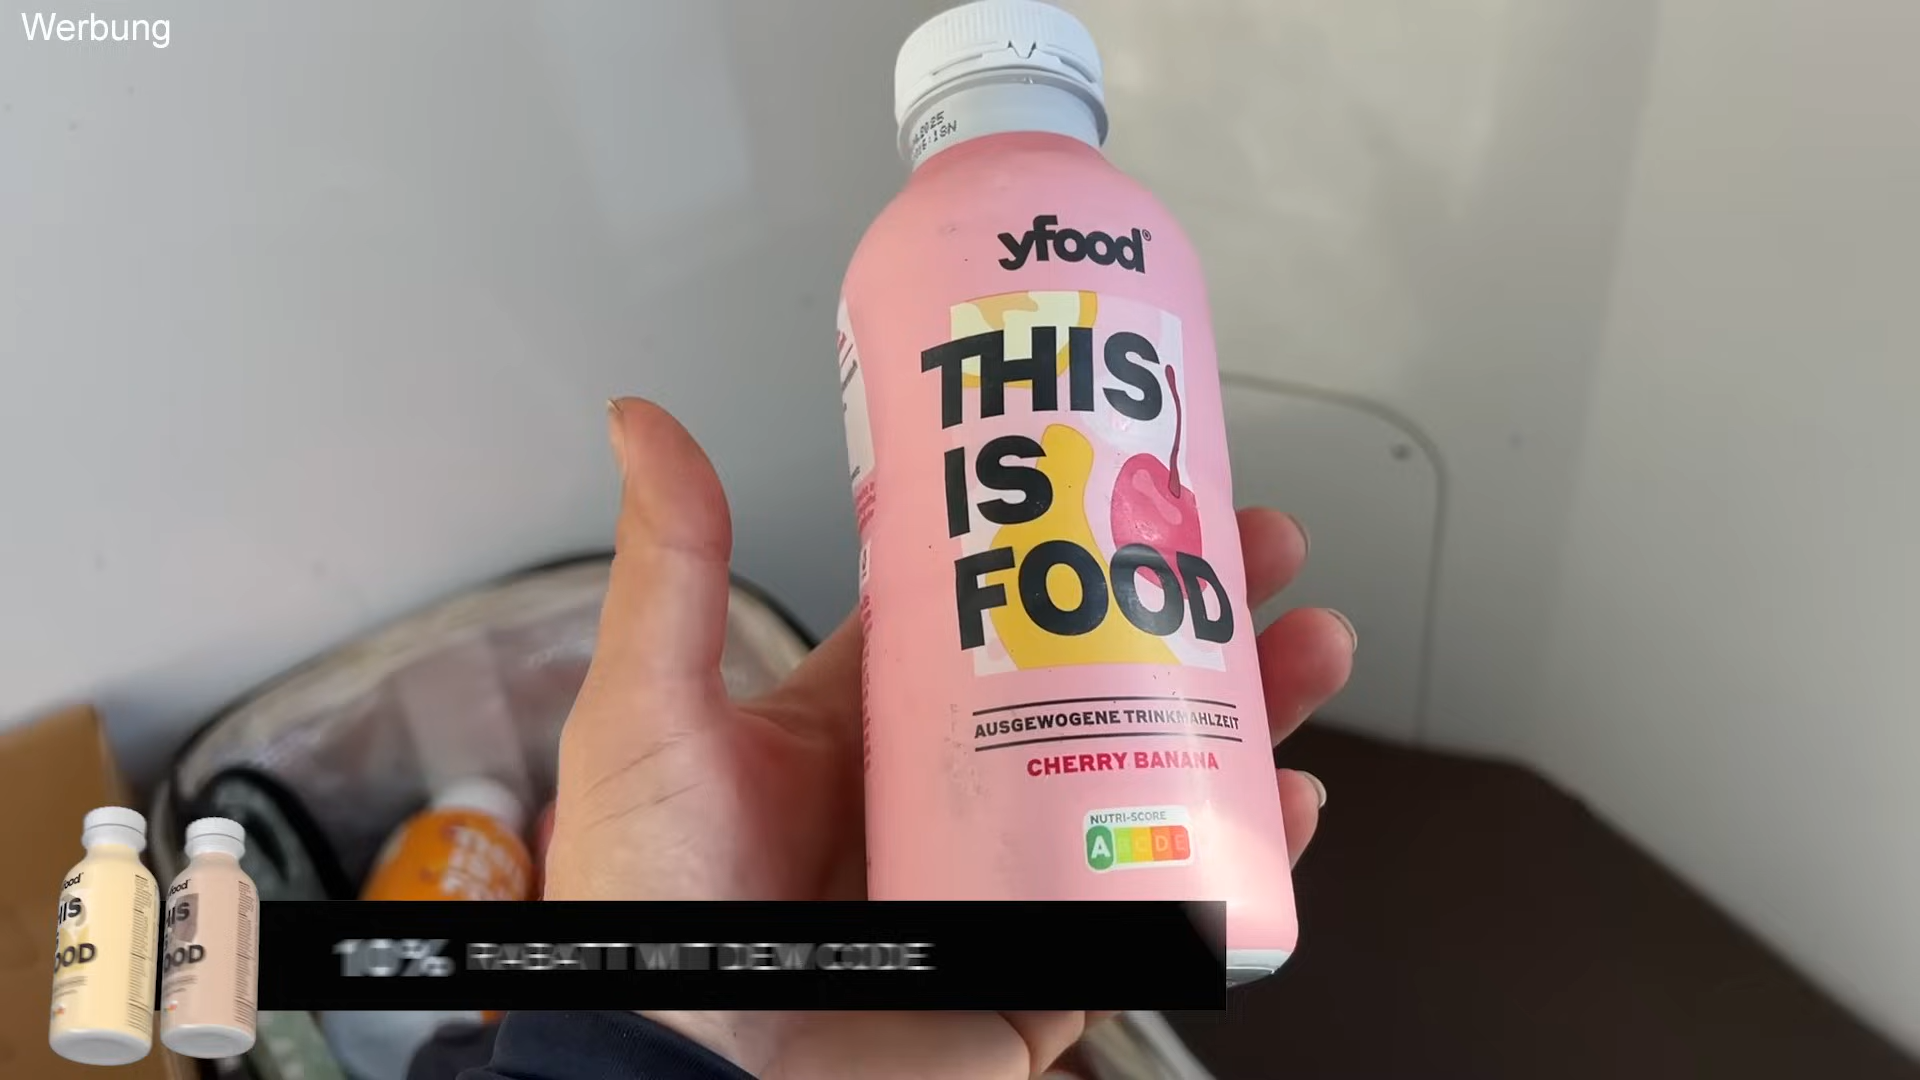 Werbung
yfood®
THIS
IS
FOOD
AUSGEWOGENE TRINKMAHLZEIT
CHERRY BANANA
NUTRI-SCORE
A B C D E
10% RABATT MIT DEM CODE